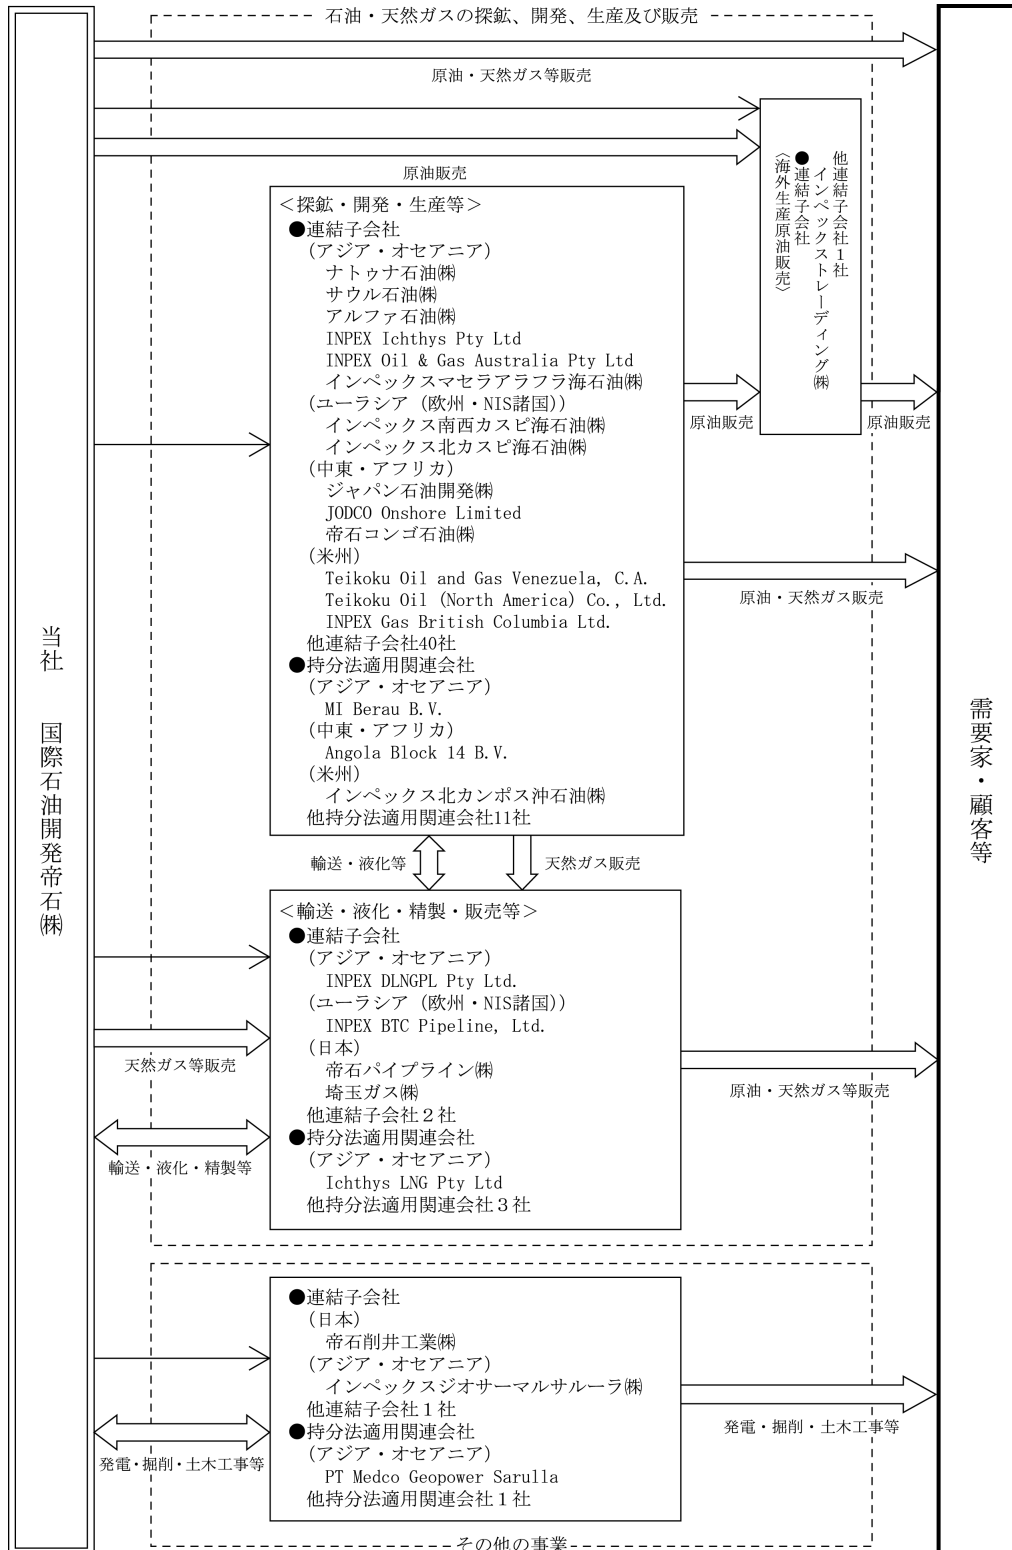 石油・天然ガスの探鉱、開発、生産及び販売
原油・天然ガス等販売
原油販売
〈海外生産原油販売〉
●連結子会社
インペックストレーディング㈱
他連結子会社１社
＜探鉱・開発・生産等＞
●連結子会社
(アジア・オセアニア)
ナトゥナ石油㈱
サウル石油㈱
アルファ石油㈱
INPEX Ichthys Pty Ltd
INPEX Oil & Gas Australia Pty Ltd
インペックスマセラアラフラ海石油㈱
(ユーラシア（欧州・NIS諸国）)
インペックス南西カスピ海石油㈱
インペックス北カスピ海石油㈱
(中東・アフリカ)
ジャパン石油開発㈱
JODCO Onshore Limited
帝石コンゴ石油㈱
(米州)
Teikoku Oil and Gas Venezuela, C.A.
Teikoku Oil (North America) Co., Ltd.
INPEX Gas British Columbia Ltd.
他連結子会社40社
●持分法適用関連会社
(アジア・オセアニア)
MI Berau B.V.
(中東・アフリカ)
Angola Block 14 B.V.
(米州)
インペックス北カンポス沖石油㈱
他持分法適用関連会社11社
原油販売
原油販売
原油・天然ガス販売
当社　国際石油開発帝石㈱
需要家・顧客等
輸送・液化等
天然ガス販売
＜輸送・液化・精製・販売等＞
●連結子会社
(アジア・オセアニア)
INPEX DLNGPL Pty Ltd.
(ユーラシア（欧州・NIS諸国）)
INPEX BTC Pipeline, Ltd.
(日本)
帝石パイプライン㈱
埼玉ガス㈱
他連結子会社２社
●持分法適用関連会社
(アジア・オセアニア)
Ichthys LNG Pty Ltd
他持分法適用関連会社３社
天然ガス等販売
輸送・液化・精製等
原油・天然ガス等販売
●連結子会社
(日本)
帝石削井工業㈱
(アジア・オセアニア)
インペックスジオサーマルサルーラ㈱
他連結子会社１社
●持分法適用関連会社
(アジア・オセアニア)
PT Medco Geopower Sarulla
他持分法適用関連会社１社
発電・掘削・土木工事等
発電・掘削・土木工事等
その他の事業